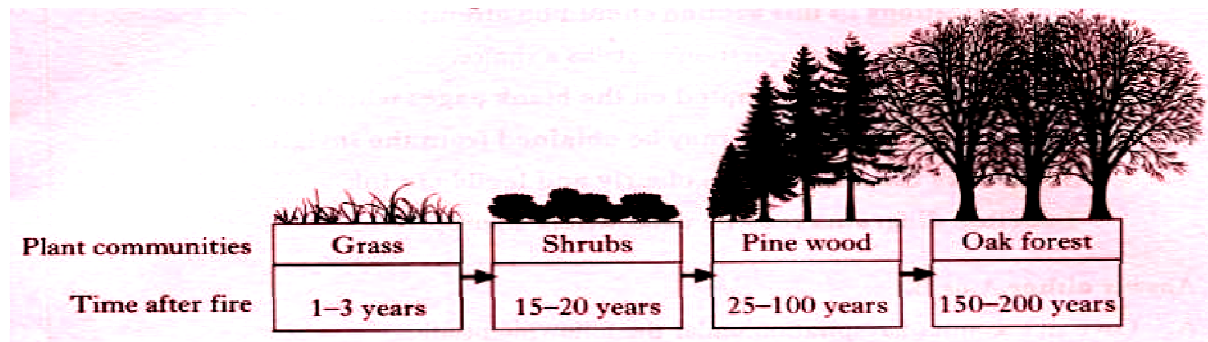 Plant communities Grass Shrubs Pine wood Oak forest
Time after fire 1–3 years 15–20 years 25–100 years 150–200 years